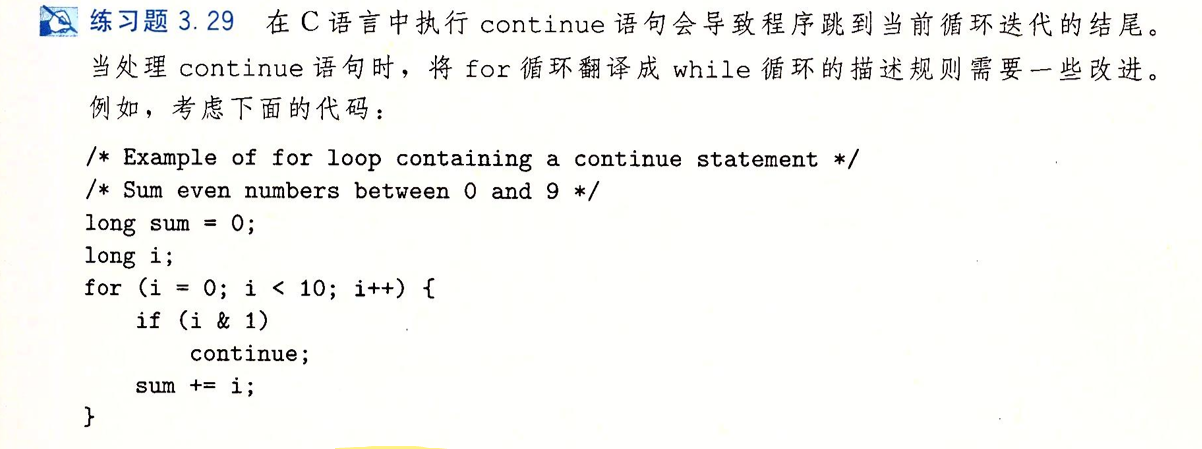 练习题 3.29 在 C 语言中执行 continue 语句会导致程序跳到当前循环迭代的结尾。
当处理 continue 语句时，将 for 循环翻译成 while 循环的描述规则需要一些改进。
例如，考虑下面的代码：
/* Example of for loop containing a continue statement */
/* Sum even numbers between 0 and 9 */
long sum = 0;
long i;
for (i = 0; i < 10; i++) {
    if (i & 1)
        continue;
    sum += i;
}